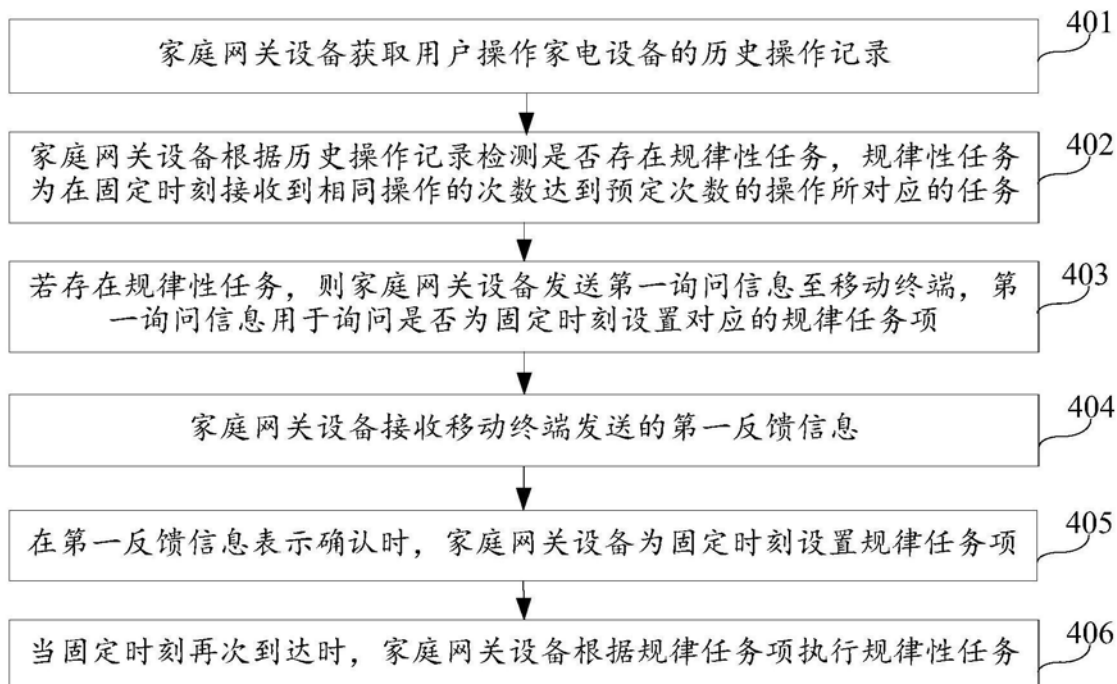 401
家庭网关设备获取用户操作家电设备的历史操作记录
402
家庭网关设备根据历史操作记录检测是否存在规律性任务，规律性任务
为在固定时刻接收到相同操作的次数达到预定次数的操作所对应的任务
403
若存在规律性任务，则家庭网关设备发送第一询问信息至移动终端，第
一询问信息用于询问是否为固定时刻设置对应的规律任务项
404
家庭网关设备接收移动终端发送的第一反馈信息
405
在第一反馈信息表示确认时，家庭网关设备为固定时刻设置规律任务项
406
当固定时刻再次到达时，家庭网关设备根据规律任务项执行规律性任务